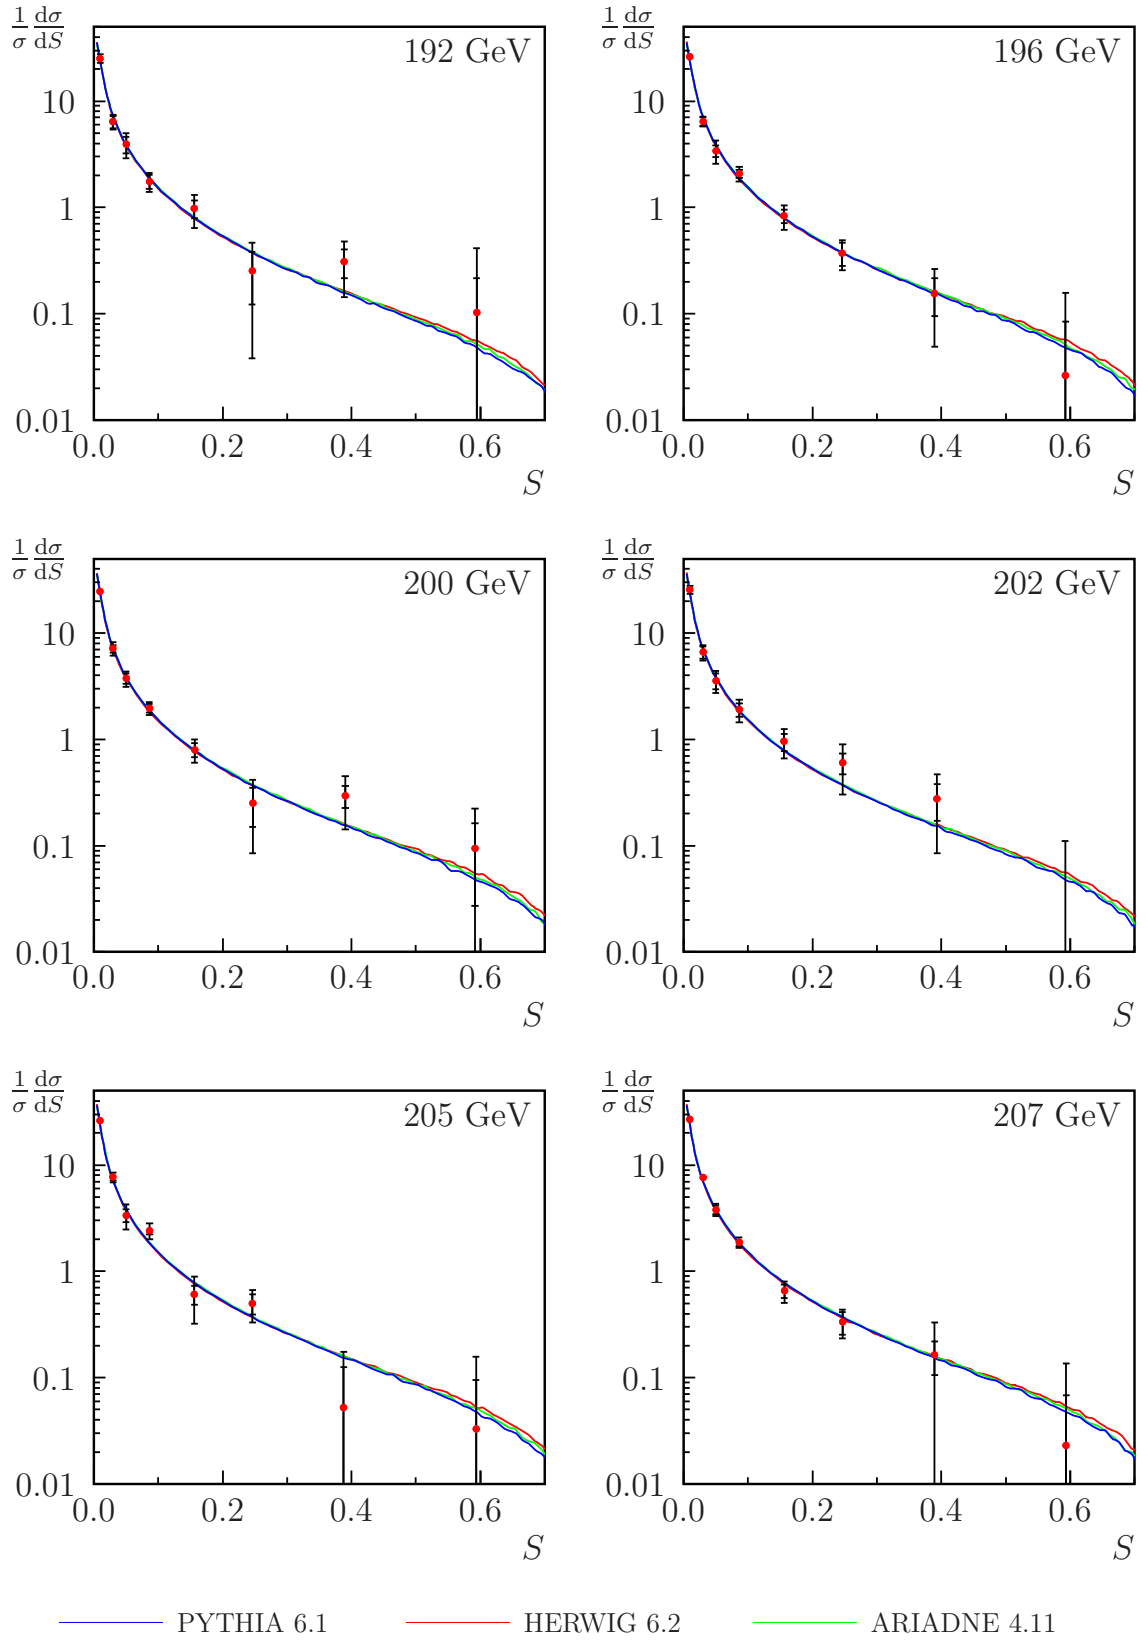 1/σ dσ/dS 192 GeV
10
1
0.1
0.01
0.0 0.2 0.4 0.6
S
1/σ dσ/dS 196 GeV
10
1
0.1
0.01
0.0 0.2 0.4 0.6
S
1/σ dσ/dS 200 GeV
10
1
0.1
0.01
0.0 0.2 0.4 0.6
S
1/σ dσ/dS 202 GeV
10
1
0.1
0.01
0.0 0.2 0.4 0.6
S
1/σ dσ/dS 205 GeV
10
1
0.1
0.01
0.0 0.2 0.4 0.6
S
1/σ dσ/dS 207 GeV
10
1
0.1
0.01
0.0 0.2 0.4 0.6
S
PYTHIA 6.1 HERWIG 6.2 ARIADNE 4.11